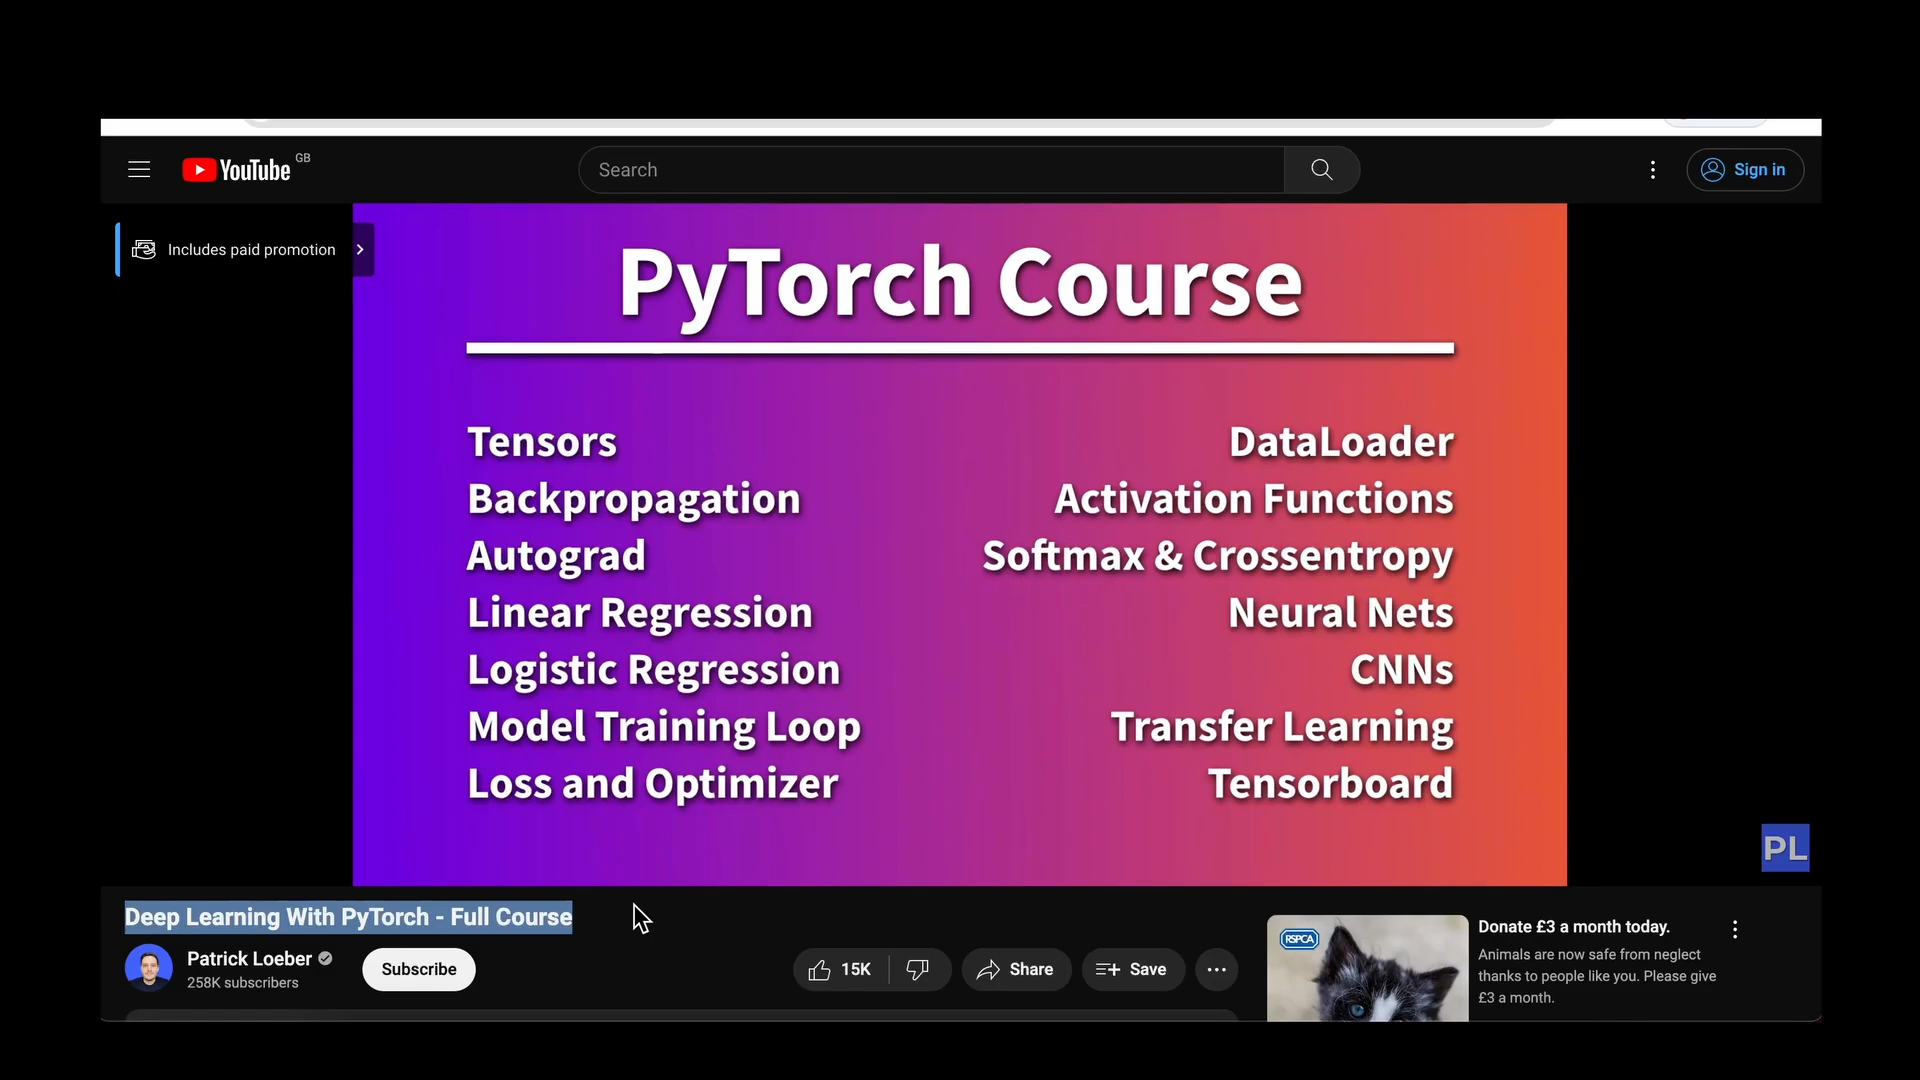 YouTube GB
Search
Sign in
Includes paid promotion
PyTorch Course
Tensors
Backpropagation
Autograd
Linear Regression
Logistic Regression
Model Training Loop
Loss and Optimizer
DataLoader
Activation Functions
Softmax & Crossentropy
Neural Nets
CNNs
Transfer Learning
Tensorboard
PL
Deep Learning With PyTorch - Full Course
Patrick Loeber
258K subscribers
Subscribe
15K
Share
Save
RSPCA
Donate £3 a month today.
Animals are now safe from neglect
thanks to people like you. Please give
£3 a month.